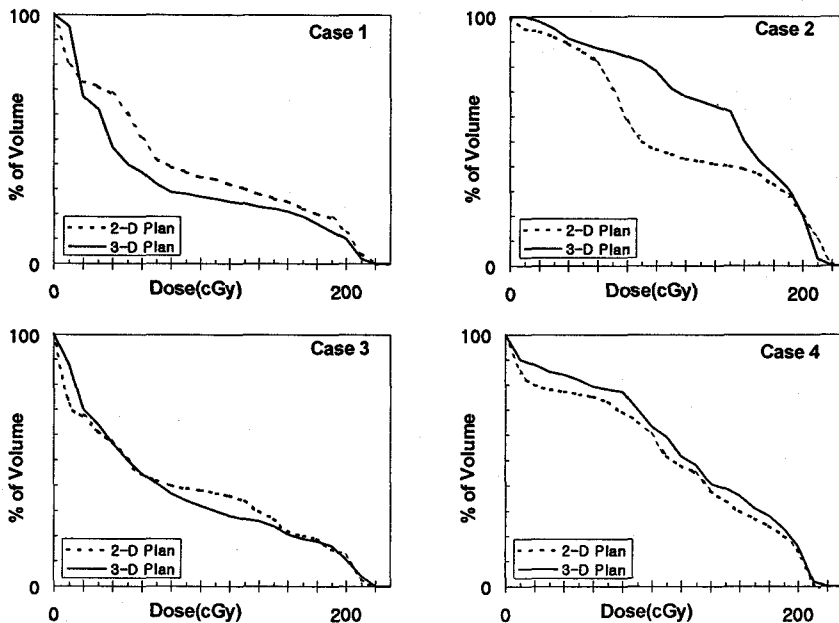 100
Case 1
% of Volume
2-D Plan
3-D Plan
0
0
Dose(cGy)
200
100
Case 2
% of Volume
2-D Plan
3-D Plan
0
0
Dose(cGy)
200
100
Case 3
% of Volume
2-D Plan
3-D Plan
0
0
Dose(cGy)
200
100
Case 4
% of Volume
2-D Plan
3-D Plan
0
0
Dose(cGy)
200